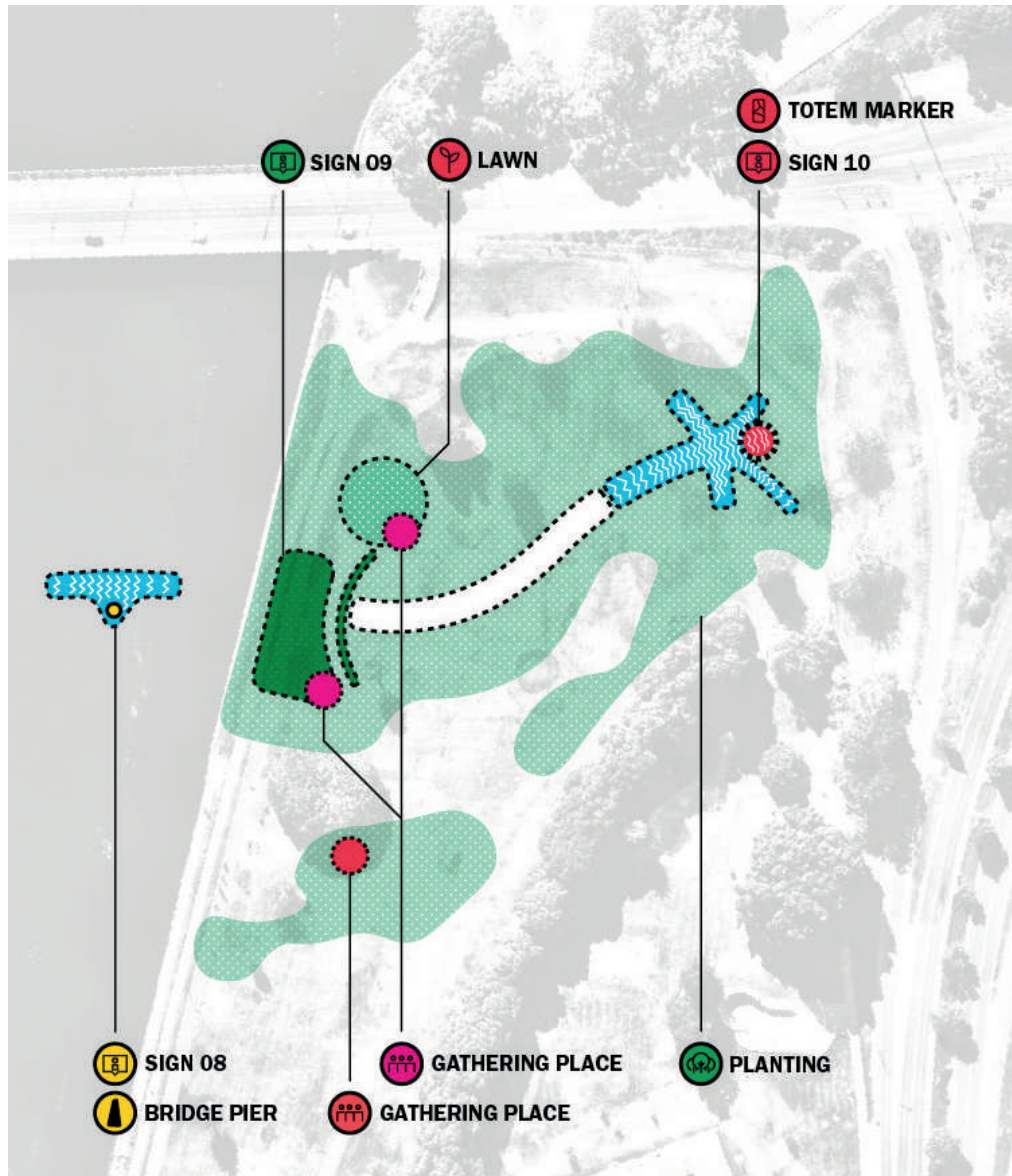 TOTEM MARKER
SIGN 09
LAWN
SIGN 10
SIGN 08
GATHERING PLACE
PLANTING
BRIDGE PIER
GATHERING PLACE